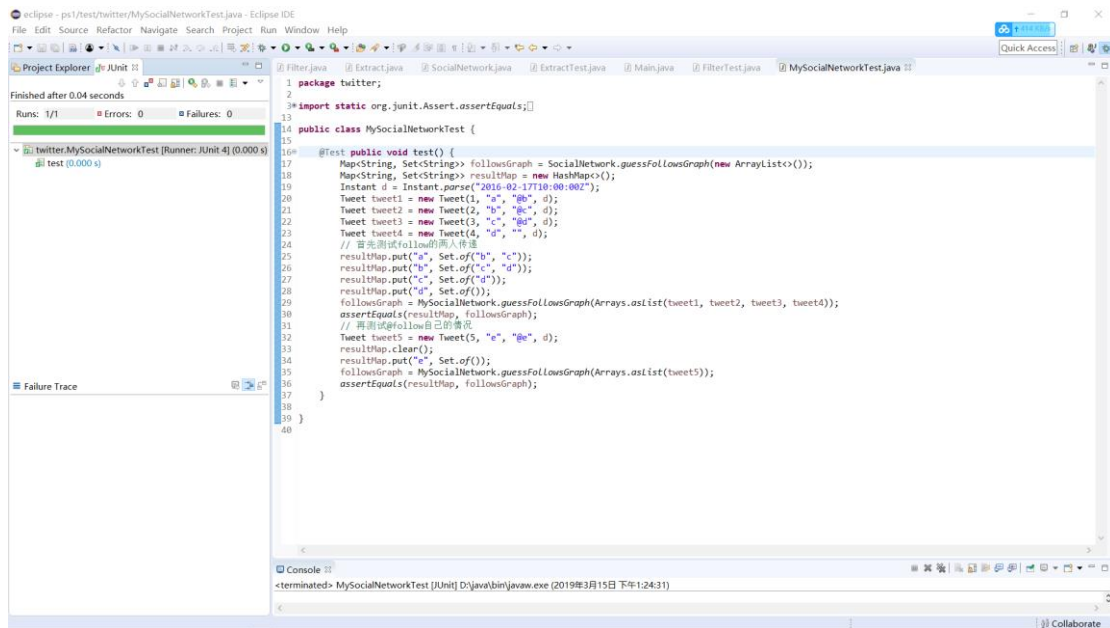 eclipse - ps1/test/twitter/MySocialNetworkTest.java - Eclipse IDE
File Edit Source Refactor Navigate Search Project Run Window Help
Quick Access
Project Explorer JUnit
Filter.java Extract.java SocialNetwork.java ExtractTest.java Main.java FilterTest.java MySocialNetworkTest.java
Finished after 0.04 seconds
Runs: 1/1 Errors: 0 Failures: 0
twitter.MySocialNetworkTest [Runner: JUnit 4] (0.000 s)
test (0.000 s)
Failure Trace
1 package twitter;
2
3 import static org.junit.Assert.assertEquals;
13
14 public class MySocialNetworkTest {
15
16 @Test public void test() {
17 Map<String, Set<String>> followsGraph = SocialNetwork.guessFollowsGraph(new ArrayList<>());
18 Map<String, Set<String>> resultMap = new HashMap<>();
19 Instant d = Instant.parse("2016-02-17T10:00:00Z");
20 Tweet tweet1 = new Tweet(1, "a", "@b", d);
21 Tweet tweet2 = new Tweet(2, "b", "@c", d);
22 Tweet tweet3 = new Tweet(3, "c", "@d", d);
23 Tweet tweet4 = new Tweet(4, "d", "", d);
24 // 首先测试follow的两人传递
25 resultMap.put("a", Set.of("b", "c"));
26 resultMap.put("b", Set.of("c", "d"));
27 resultMap.put("c", Set.of("d"));
28 resultMap.put("d", Set.of());
29 followsGraph = MySocialNetwork.guessFollowsGraph(Arrays.asList(tweet1, tweet2, tweet3, tweet4));
30 assertEquals(resultMap, followsGraph);
31 // 再测试@follow自己的情况
32 Tweet tweet5 = new Tweet(5, "e", "@e", d);
33 resultMap.clear();
34 resultMap.put("e", Set.of());
35 followsGraph = MySocialNetwork.guessFollowsGraph(Arrays.asList(tweet5));
36 assertEquals(resultMap, followsGraph);
37 }
38
39 }
40
Console
<terminated> MySocialNetworkTest [JUnit] D:\java\bin\javaw.exe (2019年3月15日 下午1:24:31)
Collaborate